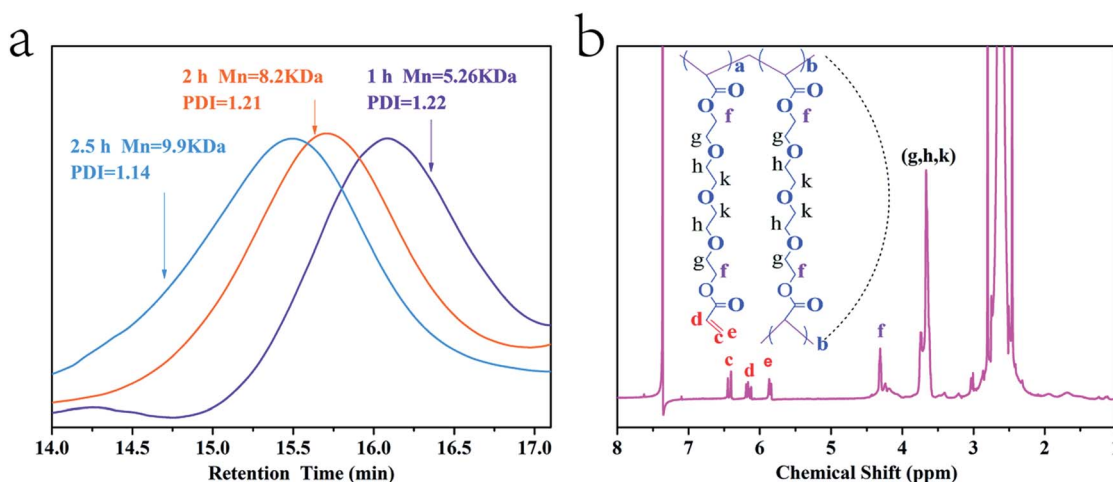 a
2 h Mn=8.2KDa
PDI=1.21
1 h Mn=5.26KDa
PDI=1.22
2.5 h Mn=9.9KDa
PDI=1.14
14.0 14.5 15.0 15.5 16.0 16.5 17.0
Retention Time (min)
b
a b
O O
O O
f f
g g
O O
h h
k k
O O
k k
h h
O O
g g
f f
O O
O O
d
c e
b
(g,h,k)
f
c d e
8 7 6 5 4 3 2 1
Chemical Shift (ppm)